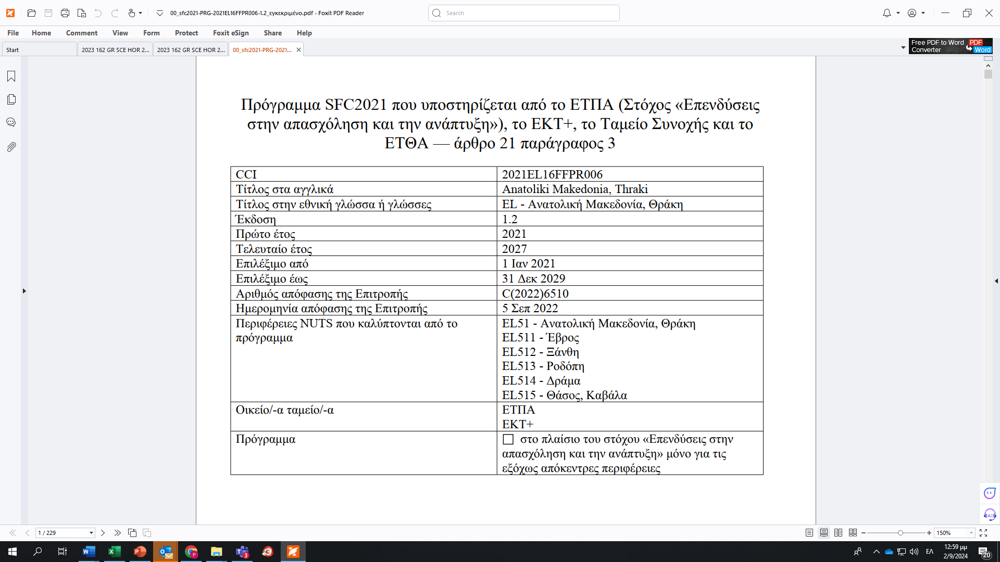 00_sfc2021-PRG-2021EL16FFPR006-1.2_εγκεκριμένο.pdf - Foxit PDF Reader
Search
File Home Comment View Form Protect Foxit eSign Share Help
Start
2023 162 GR SCE HOR 2...
2023 162 GR SCE HOR 2...
00_sfc2021-PRG-2021...
Free PDF to Word PDF
Converter Word
Πρόγραμμα SFC2021 που υποστηρίζεται από το ΕΤΠΑ (Στόχος «Επενδύσεις
στην απασχόληση και την ανάπτυξη»), το ΕΚΤ+, το Ταμείο Συνοχής και το
ΕΤΘΑ — άρθρο 21 παράγραφος 3
CCI 2021EL16FFPR006
Τίτλος στα αγγλικά Anatoliki Makedonia, Thraki
Τίτλος στην εθνική γλώσσα ή γλώσσες EL - Ανατολική Μακεδονία, Θράκη
Έκδοση 1.2
Πρώτο έτος 2021
Τελευταίο έτος 2027
Επιλέξιμο από 1 Ιαν 2021
Επιλέξιμο έως 31 Δεκ 2029
Αριθμός απόφασης της Επιτροπής C(2022)6510
Ημερομηνία απόφασης της Επιτροπής 5 Σεπ 2022
Περιφέρειες NUTS που καλύπτονται από το
πρόγραμμα
EL51 - Ανατολική Μακεδονία, Θράκη
EL511 - Έβρος
EL512 - Ξάνθη
EL513 - Ροδόπη
EL514 - Δράμα
EL515 - Θάσος, Καβάλα
Οικείο/-α ταμείο/-α
ΕΤΠΑ
ΕΚΤ+
Πρόγραμμα
στο πλαίσιο του στόχου «Επενδύσεις στην
απασχόληση και την ανάπτυξη» μόνο για τις
εξόχως απόκεντρες περιφέρειες
AI
1 / 229
150%
3
ΕΛ
12:59 μμ
2/9/2024
20